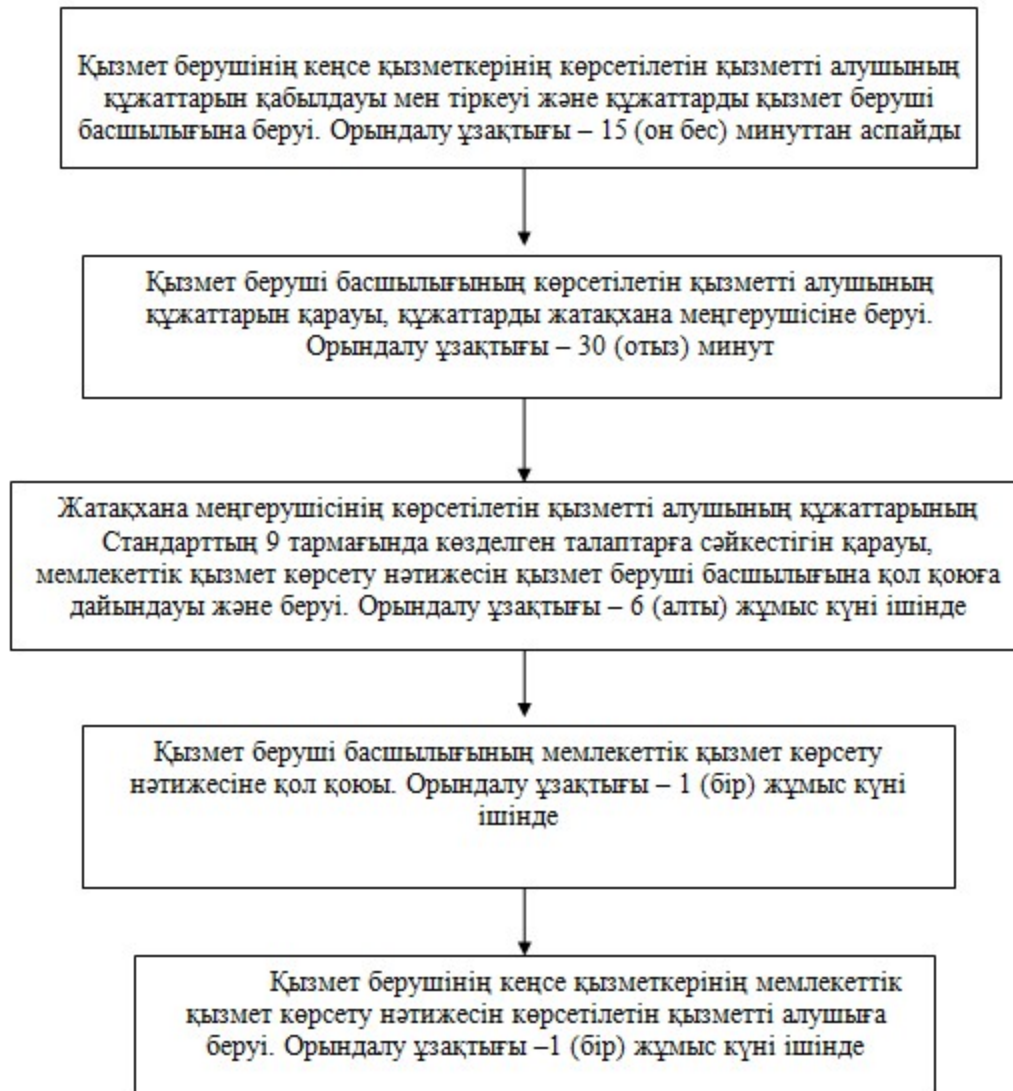 Қызмет берушінің кеңсе қызметкерінің көрсетілетін қызметті алушының
құжаттарын қабылдауы мен тіркеуі және құжаттарды қызмет беруші
басшылығына беруі. Орындалу ұзақтығы – 15 (он бес) минуттан аспайды
Қызмет беруші басшылығының көрсетілетін қызметті алушының
құжаттарын қарауы, құжаттарды жатақхана меңгерушісіне беруі.
Орындалу ұзақтығы – 30 (отыз) минут
Жатақхана меңгерушісінің көрсетілетін қызметті алушының құжаттарының
Стандарттың 9 тармағында көзделген талаптарға сәйкестігін қарауы,
мемлекеттік қызмет көрсету нәтижесін қызмет беруші басшылығына қол қоюға
дайындауы және беруі. Орындалу ұзақтығы – 6 (алты) жұмыс күні ішінде
Қызмет беруші басшылығының мемлекеттік қызмет көрсету
нәтижесіне қол қоюы. Орындалу ұзақтығы – 1 (бір) жұмыс күні
ішінде
Қызмет берушінің кеңсе қызметкерінің мемлекеттік
қызмет көрсету нәтижесін көрсетілетін қызметті алушыға
беруі. Орындалу ұзақтығы –1 (бір) жұмыс күні ішінде